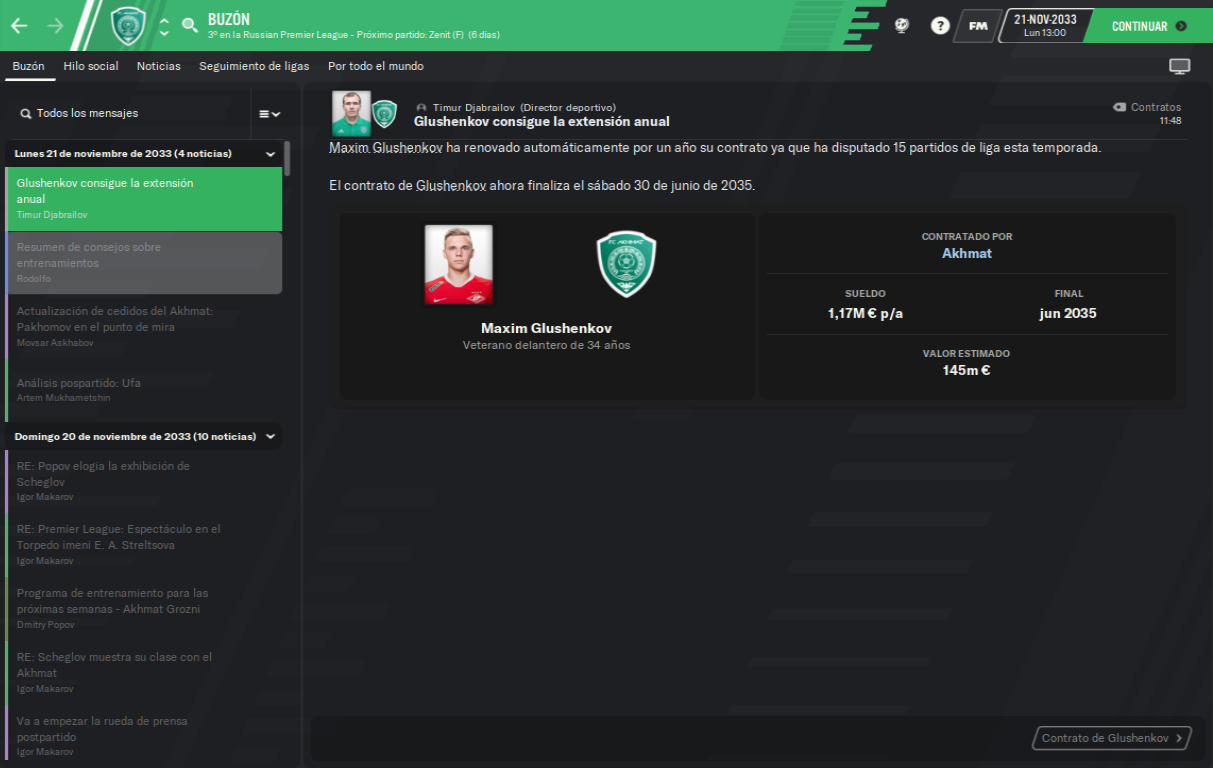 BUZÓN
3º en la Russian Premier League - Próximo partido: Zenit (F) (6 días)
FM
21-NOV-2033
Lun 13:00
CONTINUAR
Buzón
Hilo social
Noticias
Seguimiento de ligas
Por todo el mundo
Todos los mensajes
Lunes 21 de noviembre de 2033 (4 noticias)
Glushenkov consigue la extensión
anual
Timur Djabrailov
Resumen de consejos sobre
entrenamientos
Rodolfo
Actualización de cedidos del Akhmat:
Pakhomov en el punto de mira
Movsar Askhabov
Análisis pospartido: Ufa
Artem Mukhametshin
Domingo 20 de noviembre de 2033 (10 noticias)
RE: Popov elogia la exhibición de
Scheglov
Igor Makarov
RE: Premier League: Espectáculo en el
Torpedo imeni E. A. Streltsova
Igor Makarov
Programa de entrenamiento para las
próximas semanas - Akhmat Grozni
Dmitry Popov
RE: Scheglov muestra su clase con el
Akhmat
Igor Makarov
Va a empezar la rueda de prensa
postpartido
Igor Makarov
Timur Djabrailov (Director deportivo)
Glushenkov consigue la extensión anual
Contratos
11:48
Maxim Glushenkov ha renovado automáticamente por un año su contrato ya que ha disputado 15 partidos de liga esta temporada.
El contrato de Glushenkov ahora finaliza el sábado 30 de junio de 2035.
FC AKHMAT
Maxim Glushenkov
Veterano delantero de 34 años
CONTRATADO POR
Akhmat
SUELDO
1,17M € p/a
FINAL
jun 2035
VALOR ESTIMADO
145m €
Contrato de Glushenkov